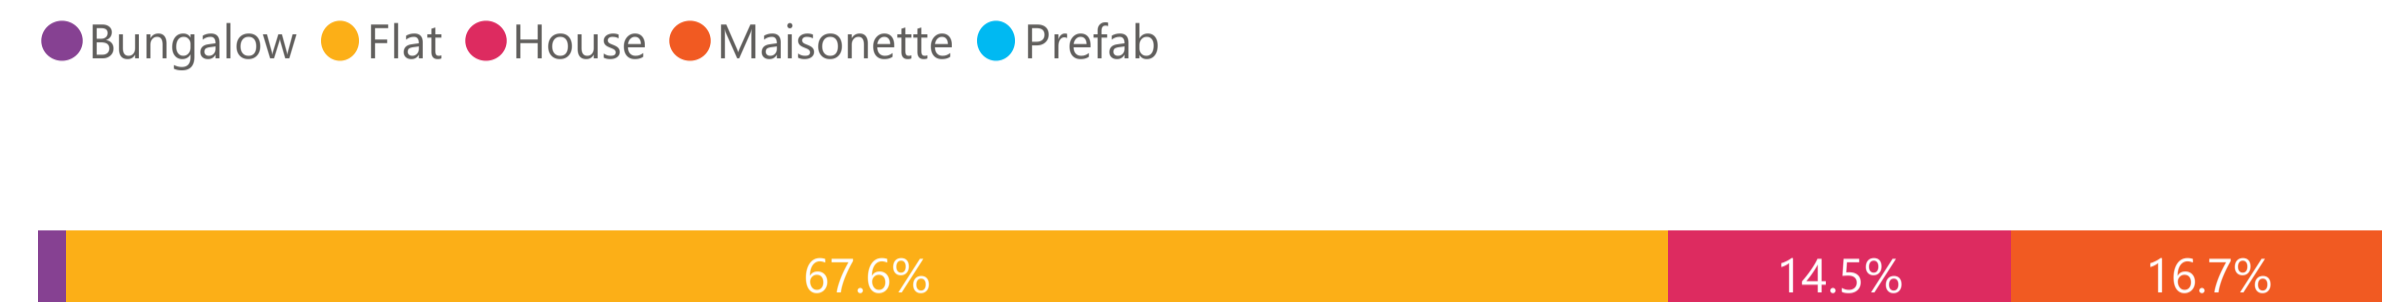 Bungalow Flat House Maisonette Prefab
67.6% 14.5% 16.7%